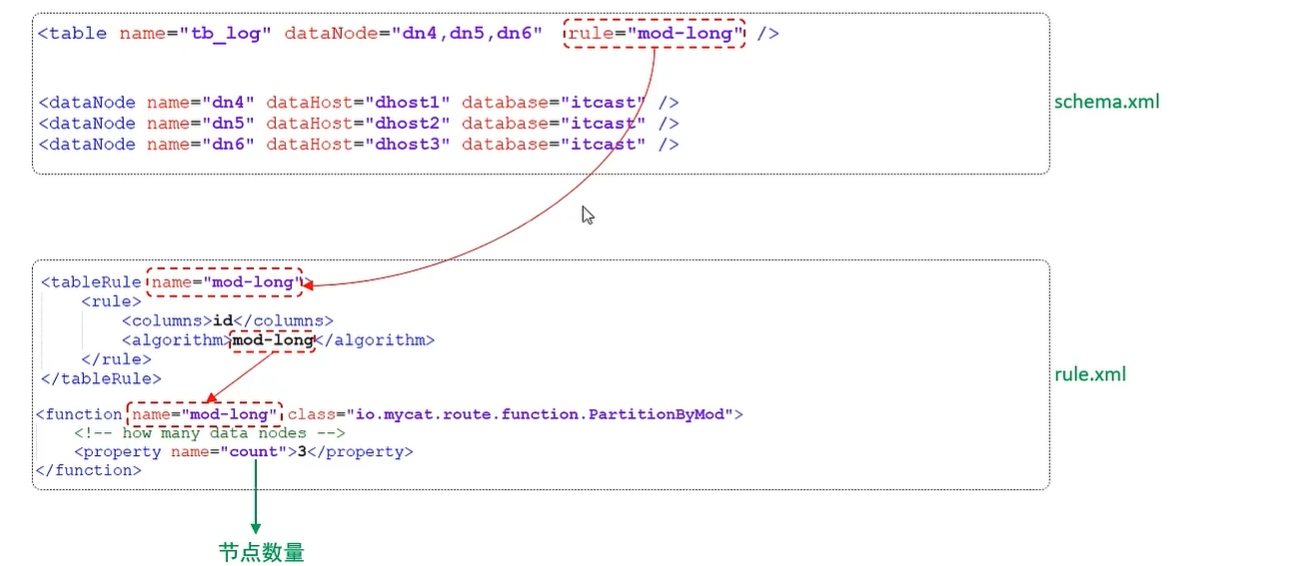 <table name="tb_log" dataNode="dn4,dn5,dn6" rule="mod-long" />
<dataNode name="dn4" dataHost="dhost1" database="itcast" />
<dataNode name="dn5" dataHost="dhost2" database="itcast" />
<dataNode name="dn6" dataHost="dhost3" database="itcast" />
schema.xml
<tableRule name="mod-long">
<rule>
<columns>id</columns>
<algorithm>mod-long</algorithm>
</rule>
</tableRule>
rule.xml
<function name="mod-long" class="io.mycat.route.function.PartitionByMod">
<!-- how many data nodes -->
<property name="count">3</property>
</function>
节点数量